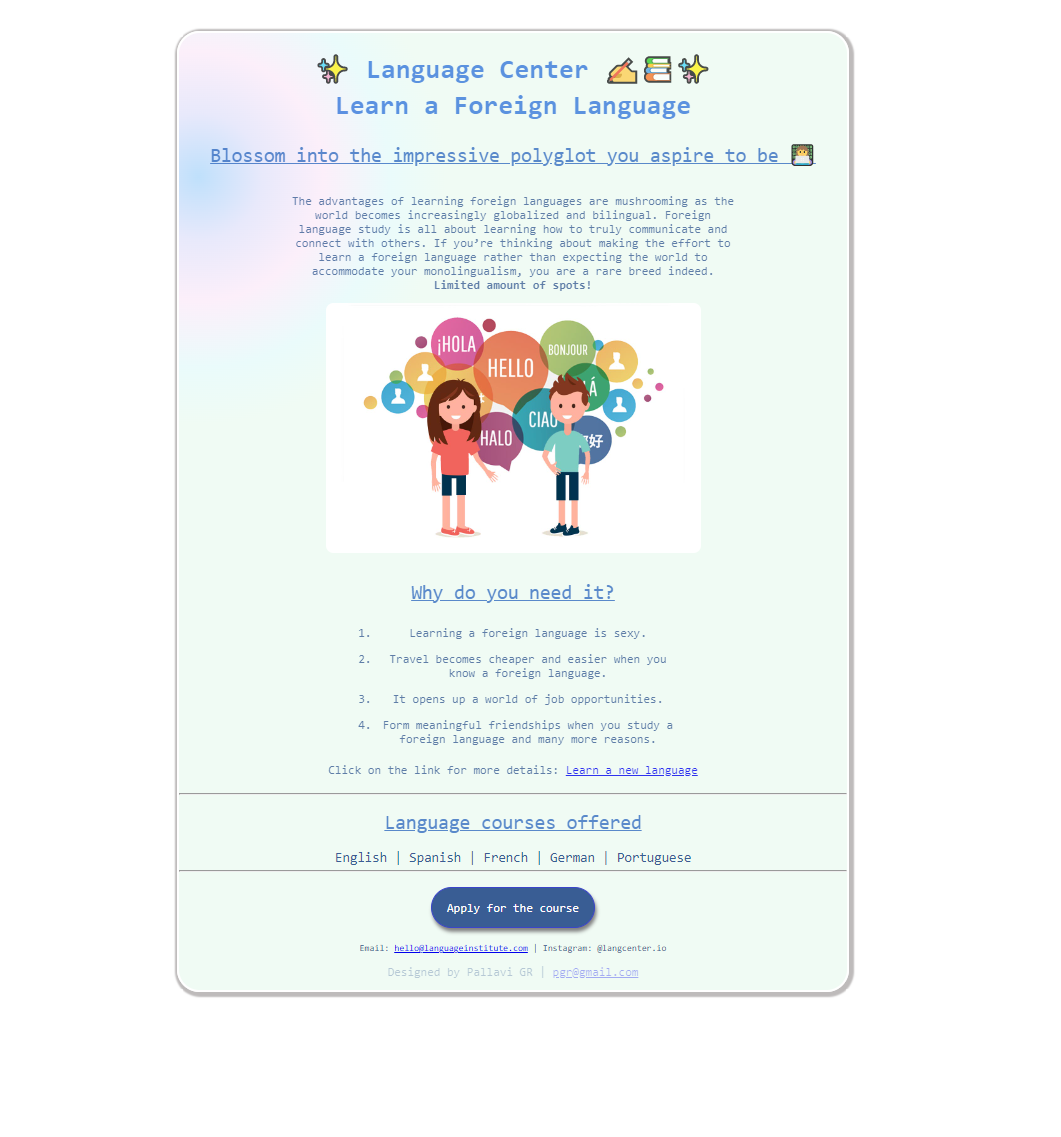 Language Center
Learn a Foreign Language
Blossom into the impressive polyglot you aspire to be
The advantages of learning foreign languages are mushrooming as the
world becomes increasingly globalized and bilingual. Foreign
language study is all about learning how to truly communicate and
connect with others. If you’re thinking about making the effort to
learn a foreign language rather than expecting the world to
accommodate your monolingualism, you are a rare breed indeed.
Limited amount of spots!
¡HOLA
HELLO
BONJOUR
CIAO
HALO
好
Why do you need it?
1. Learning a foreign language is sexy.
2. Travel becomes cheaper and easier when you
know a foreign language.
3. It opens up a world of job opportunities.
4. Form meaningful friendships when you study a
foreign language and many more reasons.
Click on the link for more details: Learn a new language
Language courses offered
English | Spanish | French | German | Portuguese
Apply for the course
Email: hello@languageinstitute.com | Instagram: @langcenter.io
Designed by Pallavi GR | pgr@gmail.com